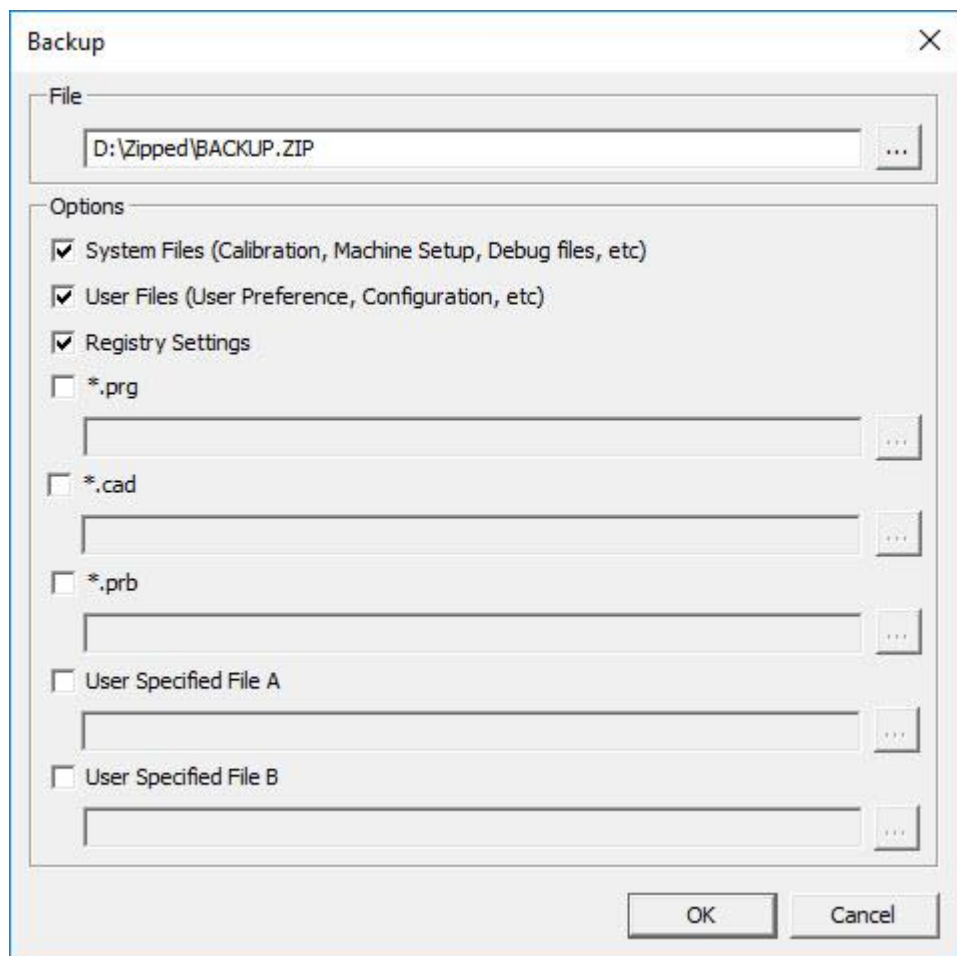 Backup
File
D:\Zipped\BACKUP.ZIP
...
Options
System Files (Calibration, Machine Setup, Debug files, etc)
User Files (User Preference, Configuration, etc)
Registry Settings
*.prg
...
*.cad
...
*.prb
...
User Specified File A
...
User Specified File B
...
OK Cancel